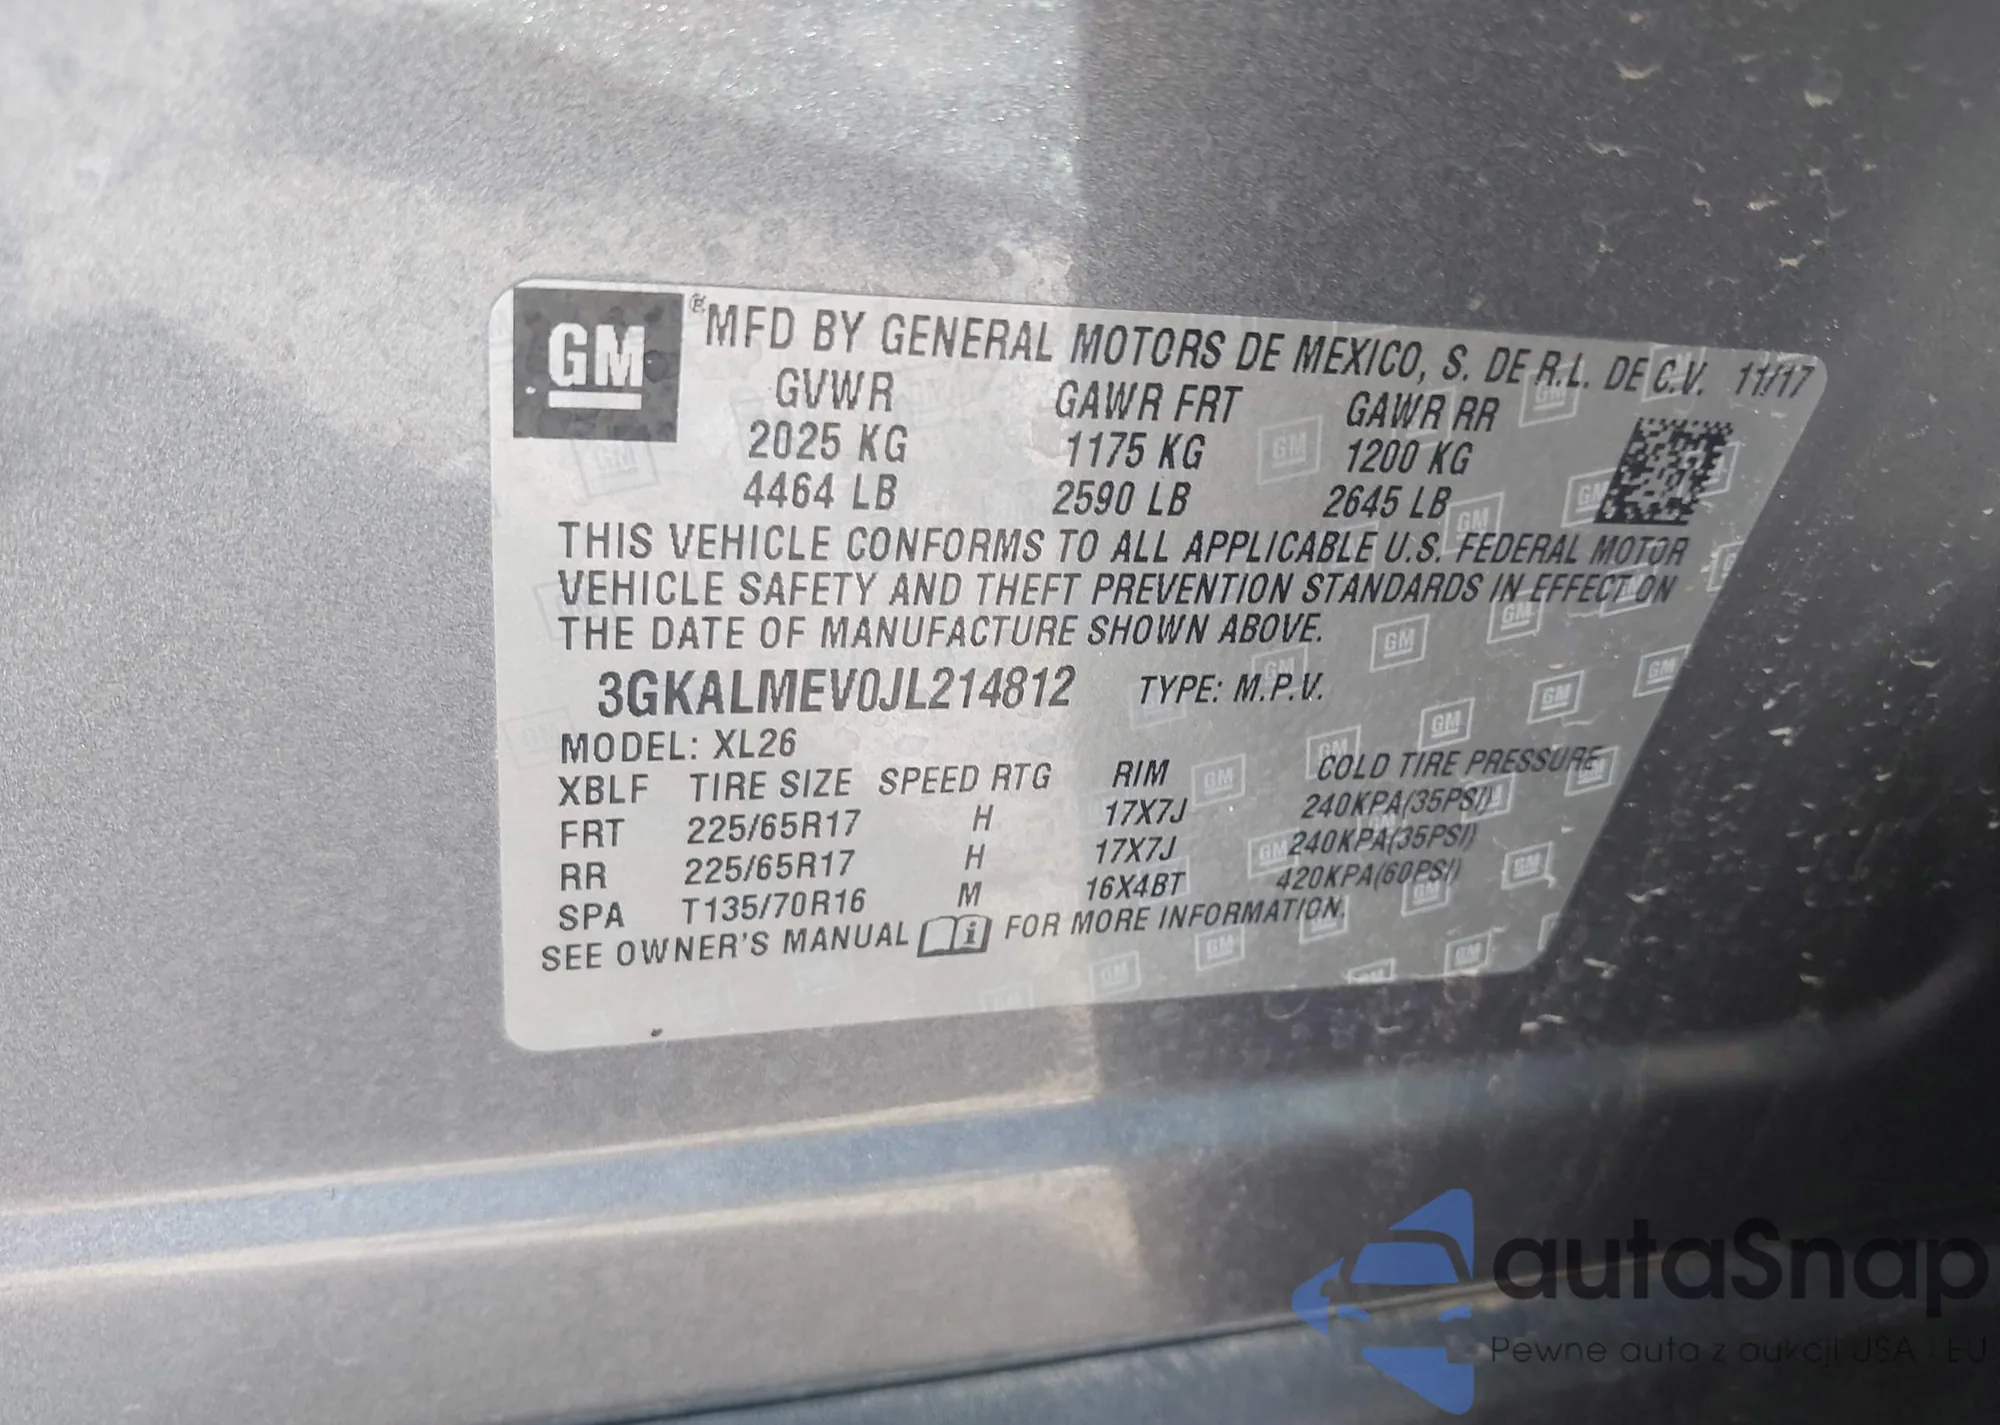 GM ® MFD BY GENERAL MOTORS DE MEXICO, S. DE R.L. DE C.V. 11/17
GVWR GAWR FRT GAWR RR
2025 KG 1175 KG 1200 KG
4464 LB 2590 LB 2645 LB
THIS VEHICLE CONFORMS TO ALL APPLICABLE U.S. FEDERAL MOTOR
VEHICLE SAFETY AND THEFT PREVENTION STANDARDS IN EFFECT ON
THE DATE OF MANUFACTURE SHOWN ABOVE.
3GKALMEV0JL214812 TYPE: M.P.V.
MODEL: XL26
XBLF TIRE SIZE SPEED RTG RIM COLD TIRE PRESSURE
FRT 225/65R17 H 17X7J 240KPA(35PSI)
RR 225/65R17 H 17X7J 240KPA(35PSI)
SPA T135/70R16 M 16X4BT 420KPA(60PSI)
SEE OWNER'S MANUAL i FOR MORE INFORMATION.
autaSnap
Pewne auta z aukcji USA i EU